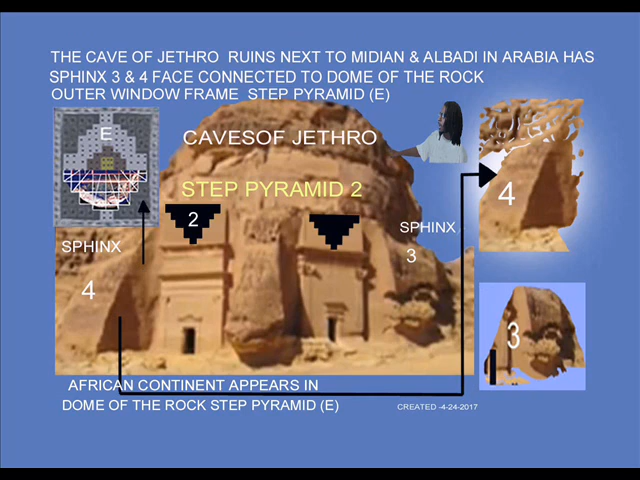 THE CAVE OF JETHRO RUINS NEXT TO MIDIAN & ALBADI IN ARABIA HAS
SPHINX 3 & 4 FACE CONNECTED TO DOME OF THE ROCK
OUTER WINDOW FRAME STEP PYRAMID (E)
E
CAVESOF JETHRO
STEP PYRAMID 2
4
2
SPHINX
3
SPHINX
4
3
AFRICAN CONTINENT APPEARS IN
DOME OF THE ROCK STEP PYRAMID (E)
CREATED -4-24-2017